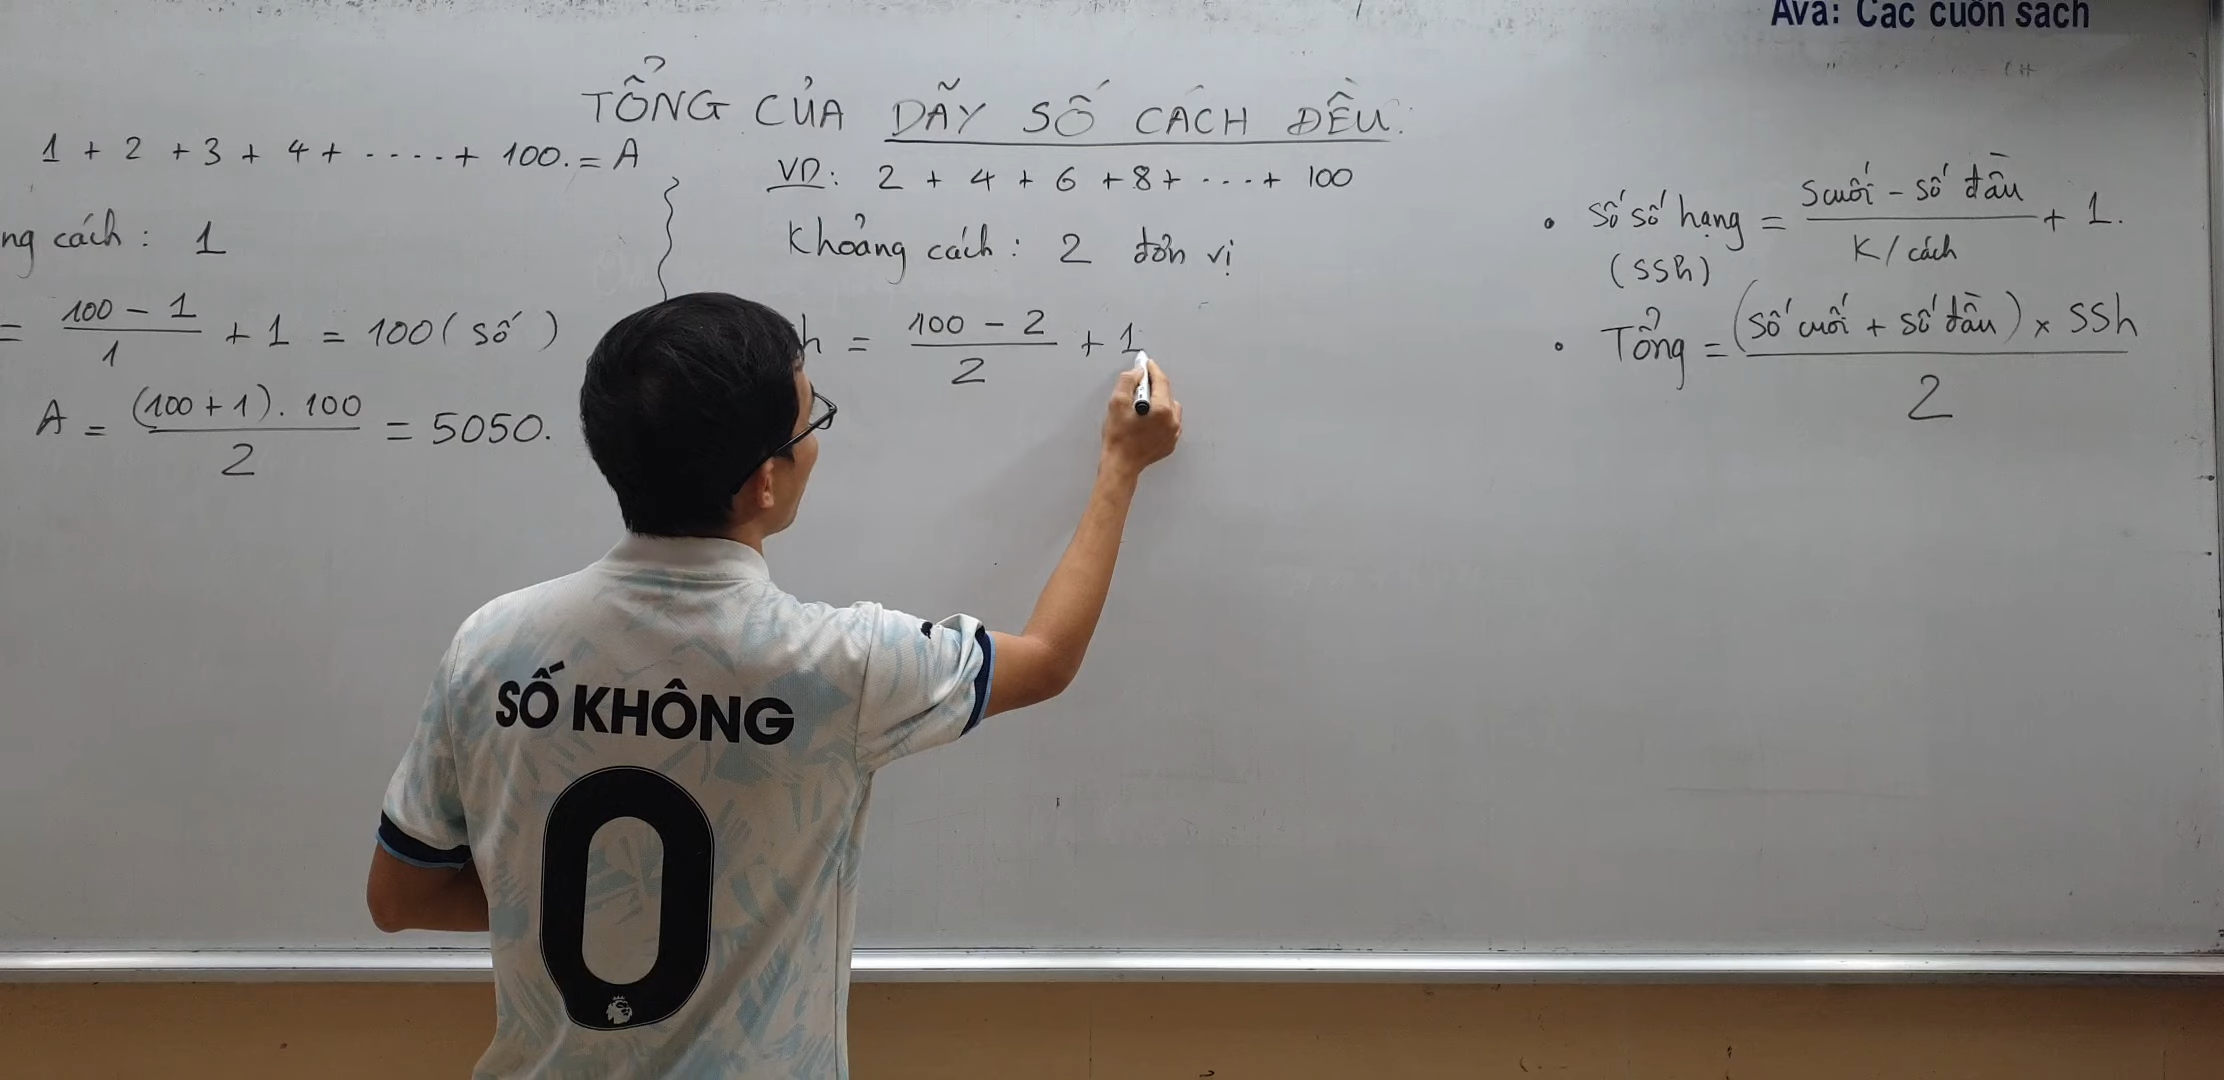 Ava: Các cuốn sách
TỔNG CỦA DÃY SỐ CÁCH ĐỀU.
1 + 2 + 3 + 4 + ....+ 100. = A
ng cách : 1
= (100 - 1)/1 + 1 = 100 ( số )
A = ((100 + 1) . 100)/2 = 5050.
VD: 2 + 4 + 6 + 8 + ...+ 100
Khoảng cách : 2 đơn vị
h = (100 - 2)/2 + 1
• Số số hạng = (Scuối - số đầu)/(K/cách) + 1.
(SSh)
• Tổng = ((Số cuối + số đầu) x SSh)/2
SỐ KHÔNG
0